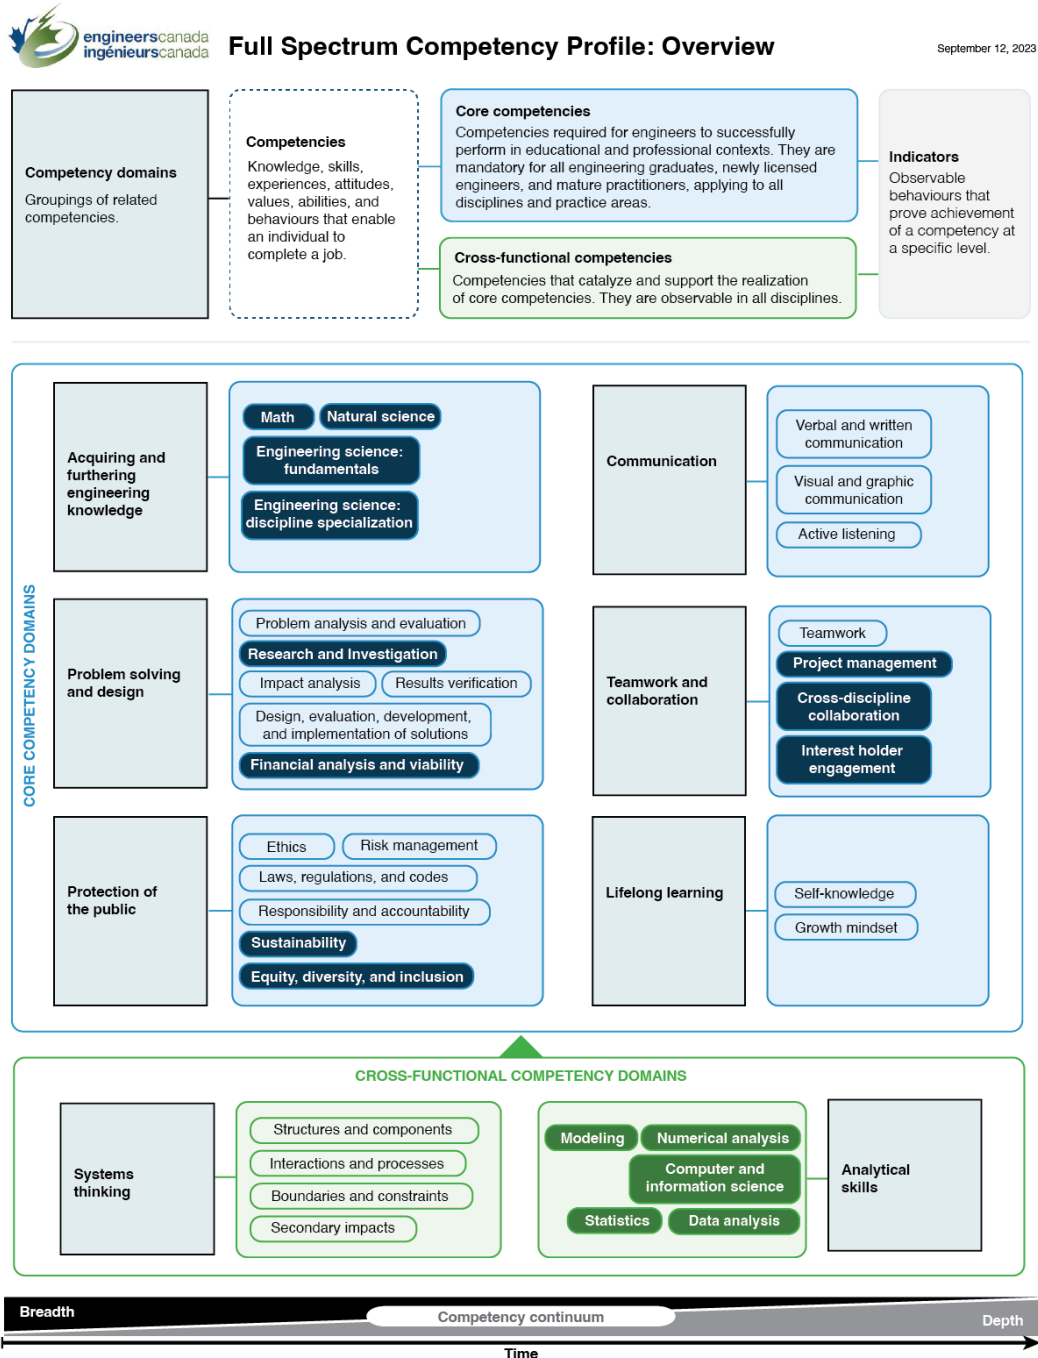 engineerscanada
ingénieurscanada
Full Spectrum Competency Profile: Overview
September 12, 2023
Competency domains
Groupings of related
competencies.
Competencies
Knowledge, skills,
experiences, attitudes,
values, abilities, and
behaviours that enable
an individual to
complete a job.
Core competencies
Competencies required for engineers to successfully
perform in educational and professional contexts. They are
mandatory for all engineering graduates, newly licensed
engineers, and mature practitioners, applying to all
disciplines and practice areas.
Cross-functional competencies
Competencies that catalyze and support the realization
of core competencies. They are observable in all disciplines.
Indicators
Observable
behaviours that
prove achievement
of a competency at
a specific level.
CORE COMPETENCY DOMAINS
Acquiring and
furthering
engineering
knowledge
Math
Natural science
Engineering science:
fundamentals
Engineering science:
discipline specialization
Communication
Verbal and written
communication
Visual and graphic
communication
Active listening
Problem solving
and design
Problem analysis and evaluation
Research and Investigation
Impact analysis
Results verification
Design, evaluation, development,
and implementation of solutions
Financial analysis and viability
Teamwork and
collaboration
Teamwork
Project management
Cross-discipline
collaboration
Interest holder
engagement
Protection of
the public
Ethics
Risk management
Laws, regulations, and codes
Responsibility and accountability
Sustainability
Equity, diversity, and inclusion
Lifelong learning
Self-knowledge
Growth mindset
CROSS-FUNCTIONAL COMPETENCY DOMAINS
Systems
thinking
Structures and components
Interactions and processes
Boundaries and constraints
Secondary impacts
Modeling
Numerical analysis
Computer and
information science
Statistics
Data analysis
Analytical
skills
Breadth
Competency continuum
Depth
Time